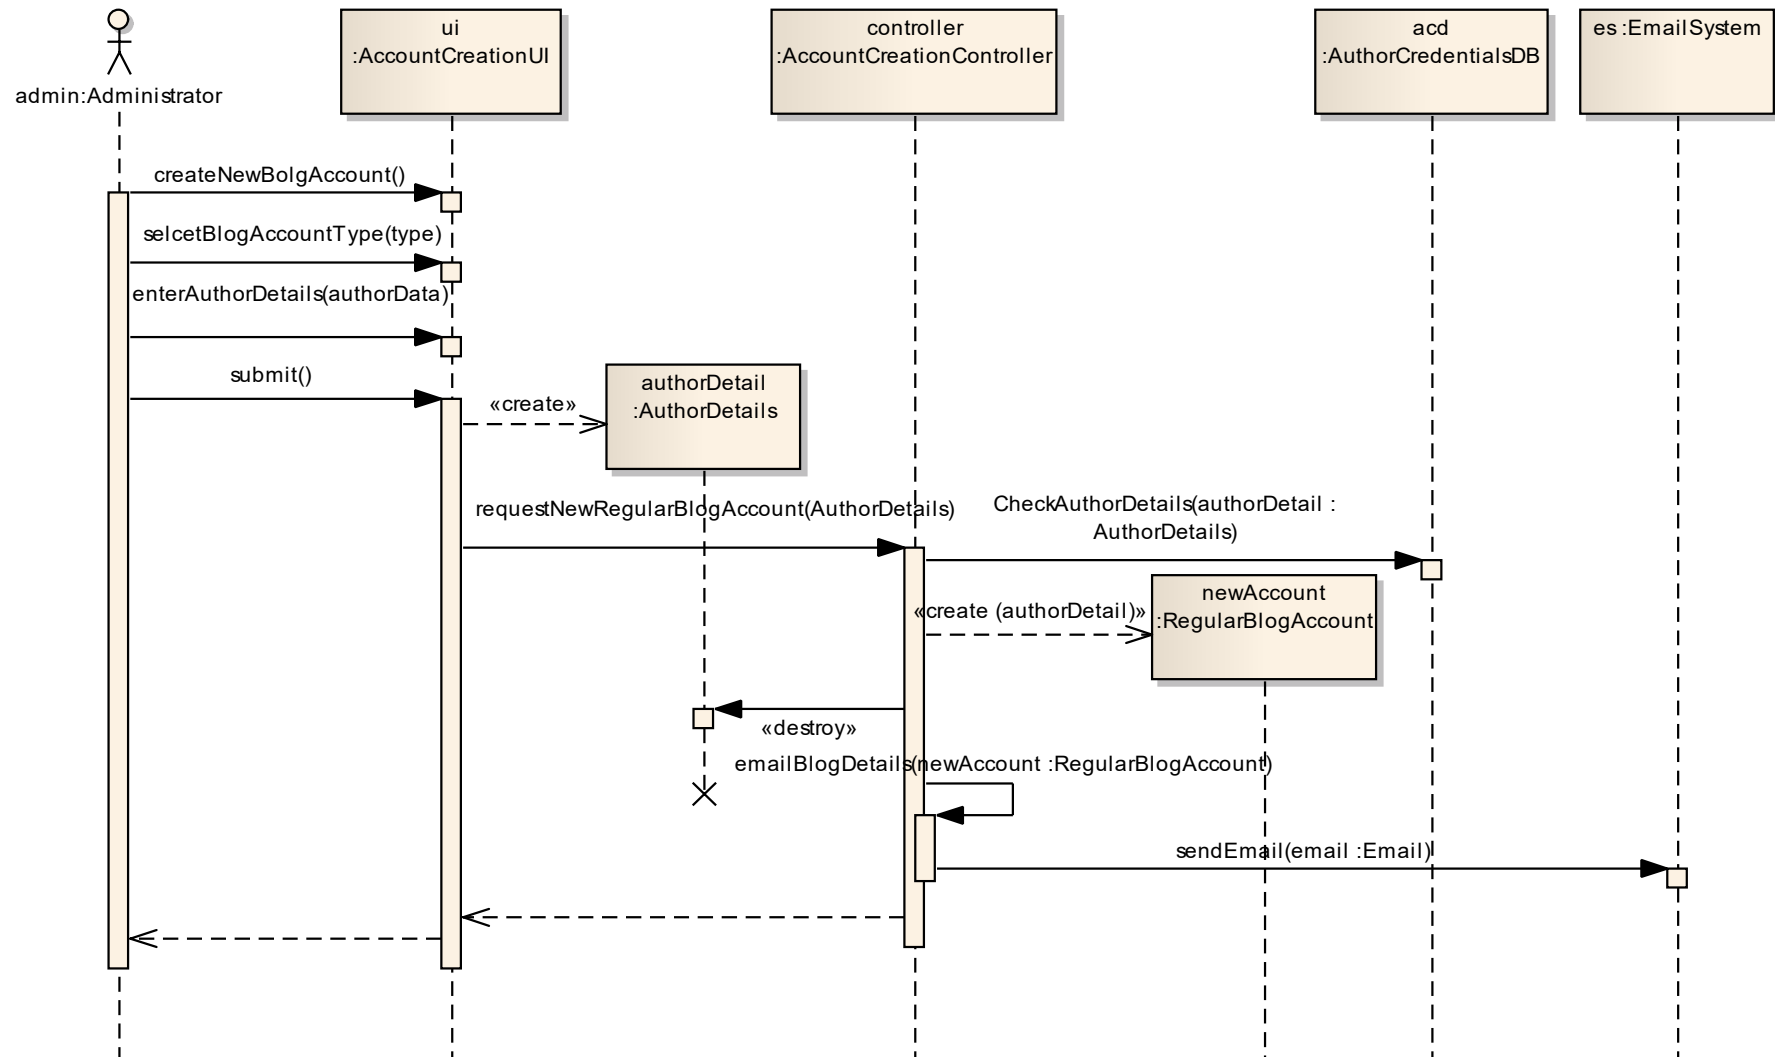 ui
:AccountCreationUI
controller
:AccountCreationController
acd
:AuthorCredentialsDB
es :EmailSystem
admin:Administrator
createNewBolgAccount()
selcetBlogAccountType(type)
enterAuthorDetails(authorData)
submit()
«create»
authorDetail
:AuthorDetails
requestNewRegularBlogAccount(AuthorDetails)
CheckAuthorDetails(authorDetail :
AuthorDetails)
«create (authorDetail)»
newAccount
:RegularBlogAccount
«destroy»
emailBlogDetails(newAccount :RegularBlogAccount)
sendEmail(email :Email)